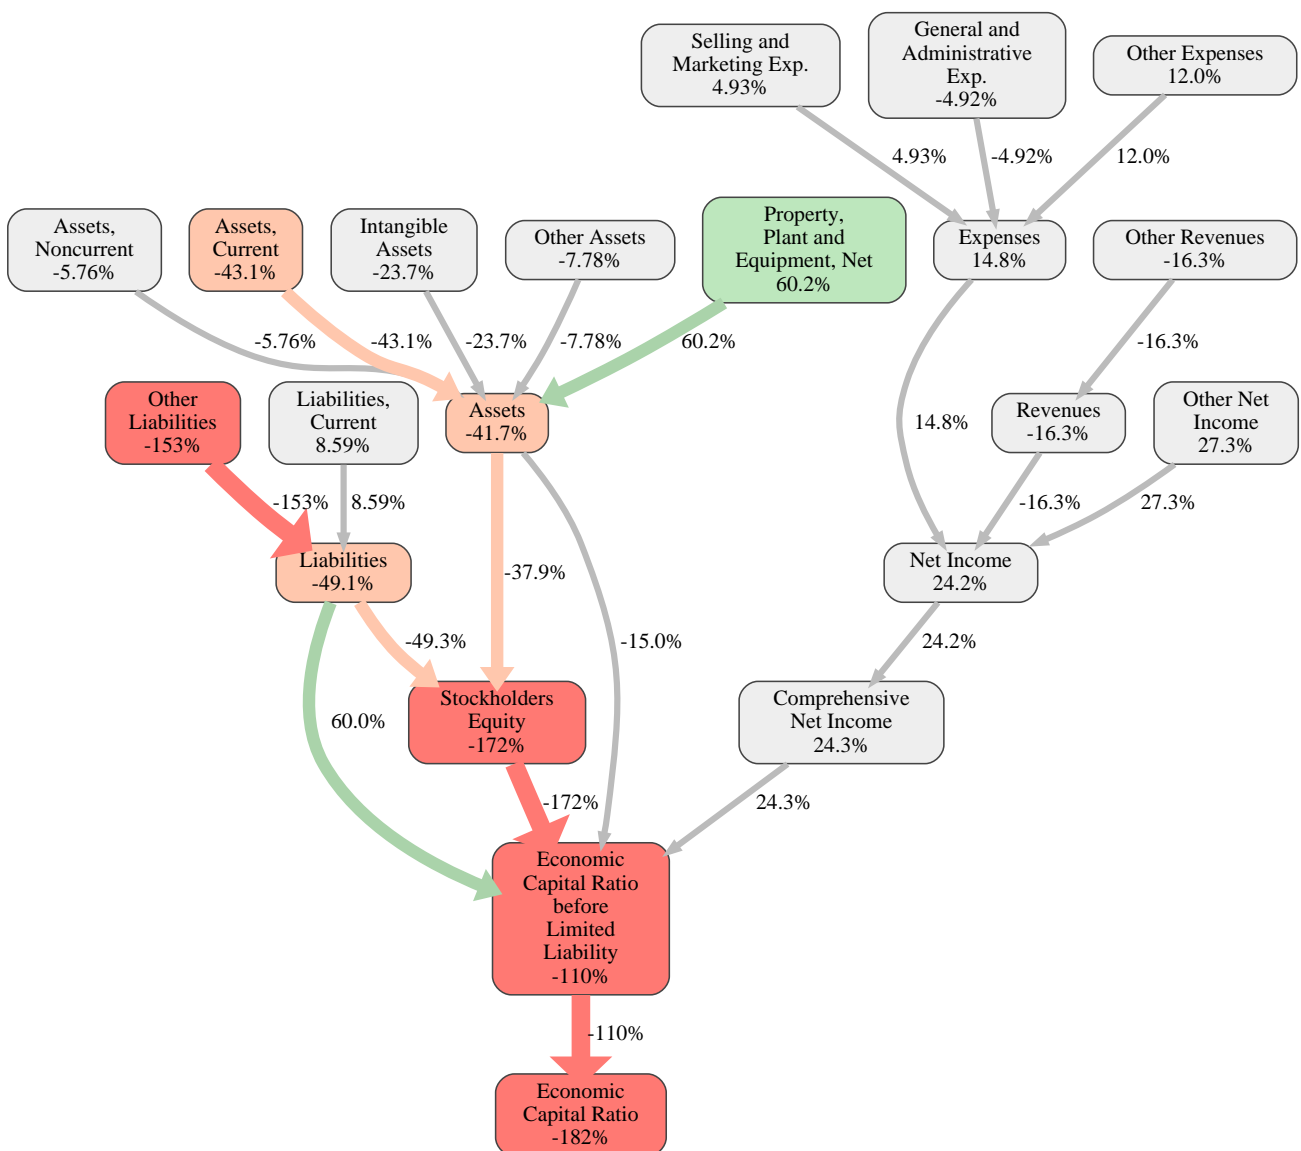 Selling and
Marketing Exp.
4.93%
General and
Administrative
Exp.
-4.92%
Other Expenses
12.0%
4.93%
-4.92%
12.0%
Assets,
Noncurrent
-5.76%
Assets,
Current
-43.1%
Intangible
Assets
-23.7%
Other Assets
-7.78%
Property,
Plant and
Equipment, Net
60.2%
Expenses
14.8%
Other Revenues
-16.3%
-5.76%
-43.1%
-23.7%
-7.78%
60.2%
-16.3%
Other
Liabilities
-153%
Liabilities,
Current
8.59%
Assets
-41.7%
14.8%
Revenues
-16.3%
Other Net
Income
27.3%
-153%
8.59%
-16.3%
27.3%
Liabilities
-49.1%
-37.9%
Net Income
24.2%
-49.3%
-15.0%
24.2%
60.0%
Stockholders
Equity
-172%
Comprehensive
Net Income
24.3%
-172%
24.3%
Economic
Capital Ratio
before
Limited
Liability
-110%
-110%
Economic
Capital Ratio
-182%